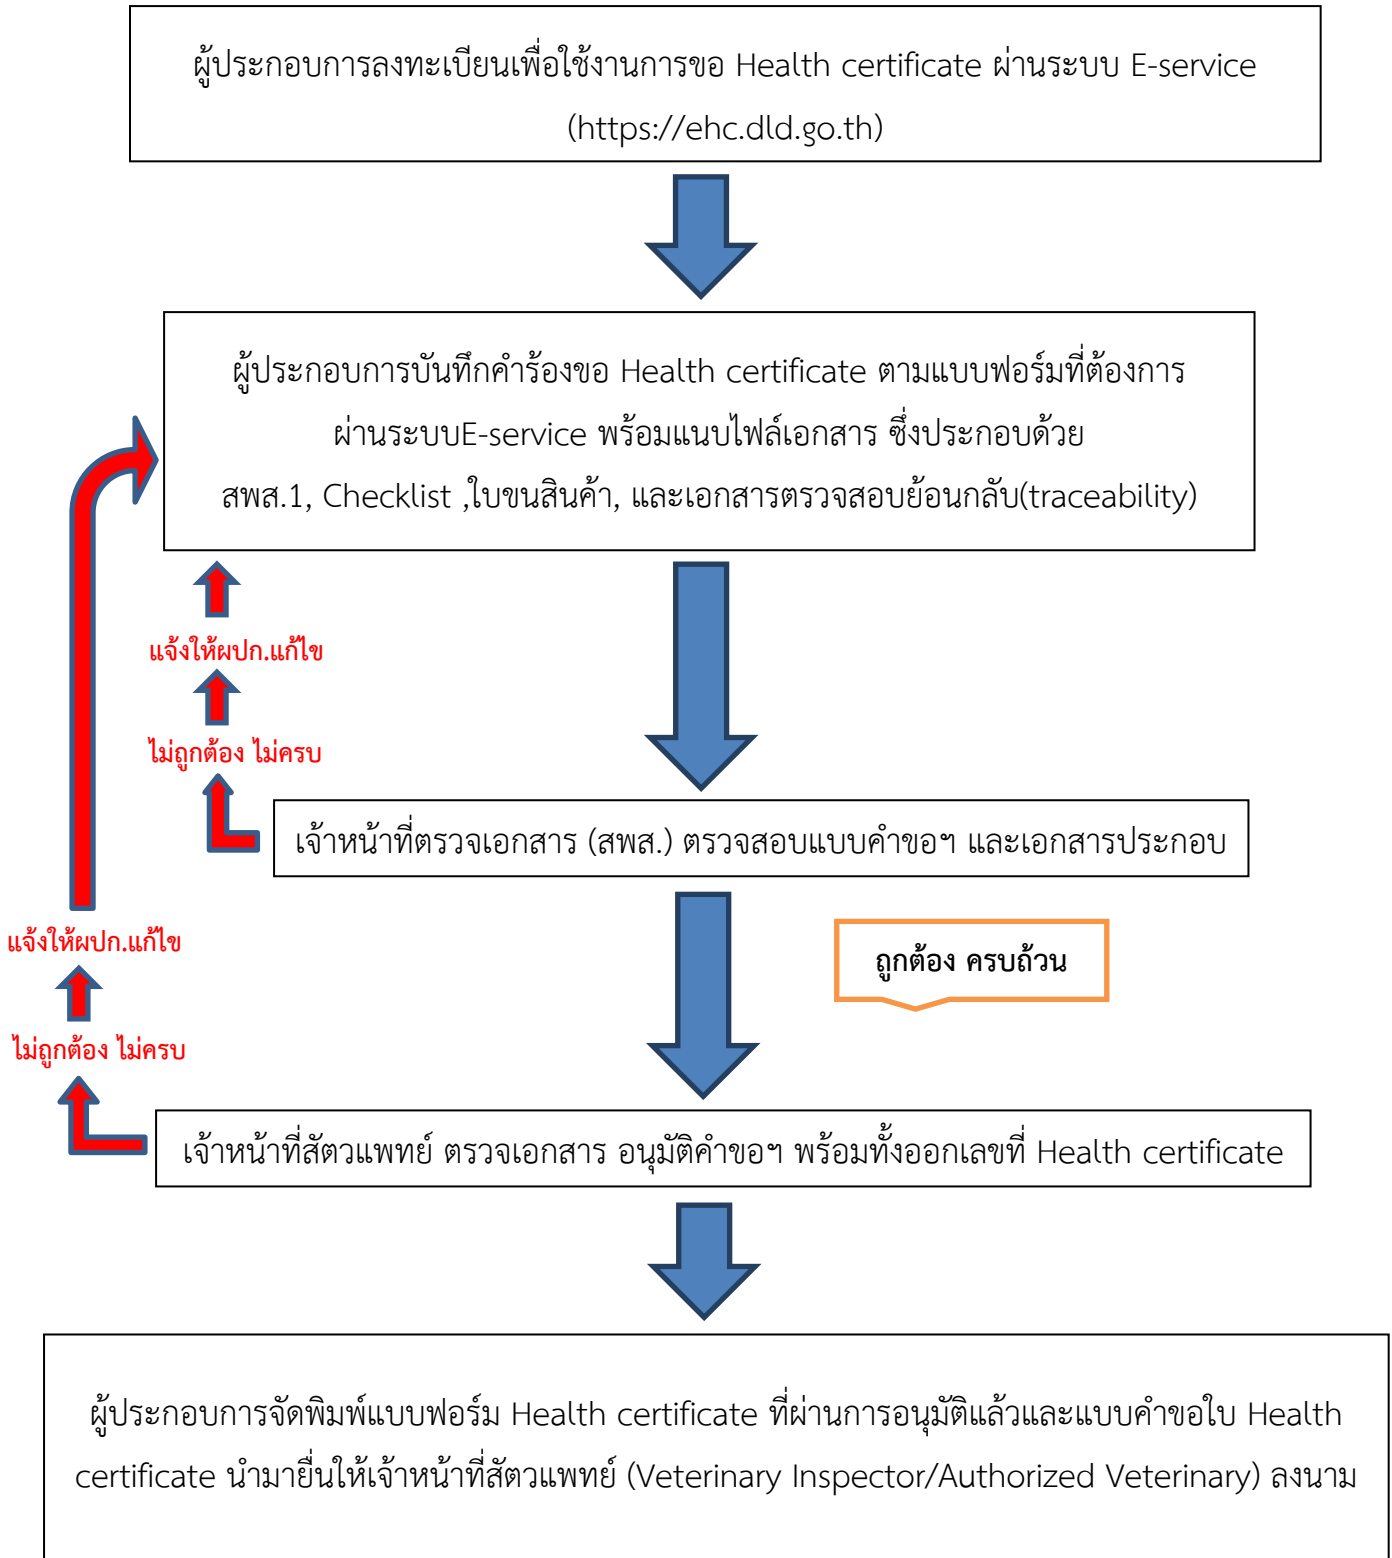 ผู้ประกอบการลงทะเบียนเพื่อใช้งานการขอ Health certificate ผ่านระบบ E-service
(https://ehc.dld.go.th)
ผู้ประกอบการบันทึกคำร้องขอ Health certificate ตามแบบฟอร์มที่ต้องการ
ผ่านระบบE-service พร้อมแนบไฟล์เอกสาร ซึ่งประกอบด้วย
สพส.1, Checklist ,ใบขนสินค้า, และเอกสารตรวจสอบย้อนกลับ(traceability)
แจ้งให้ผปก.แก้ไข
ไม่ถูกต้อง ไม่ครบ
เจ้าหน้าที่ตรวจเอกสาร (สพส.) ตรวจสอบแบบคำขอฯ และเอกสารประกอบ
ถูกต้อง ครบถ้วน
แจ้งให้ผปก.แก้ไข
ไม่ถูกต้อง ไม่ครบ
เจ้าหน้าที่สัตวแพทย์ ตรวจเอกสาร อนุมัติคำขอฯ พร้อมทั้งออกเลขที่ Health certificate
ผู้ประกอบการจัดพิมพ์แบบฟอร์ม Health certificate ที่ผ่านการอนุมัติแล้วและแบบคำขอใบ Health
certificate นำมายื่นให้เจ้าหน้าที่สัตวแพทย์ (Veterinary Inspector/Authorized Veterinary) ลงนาม